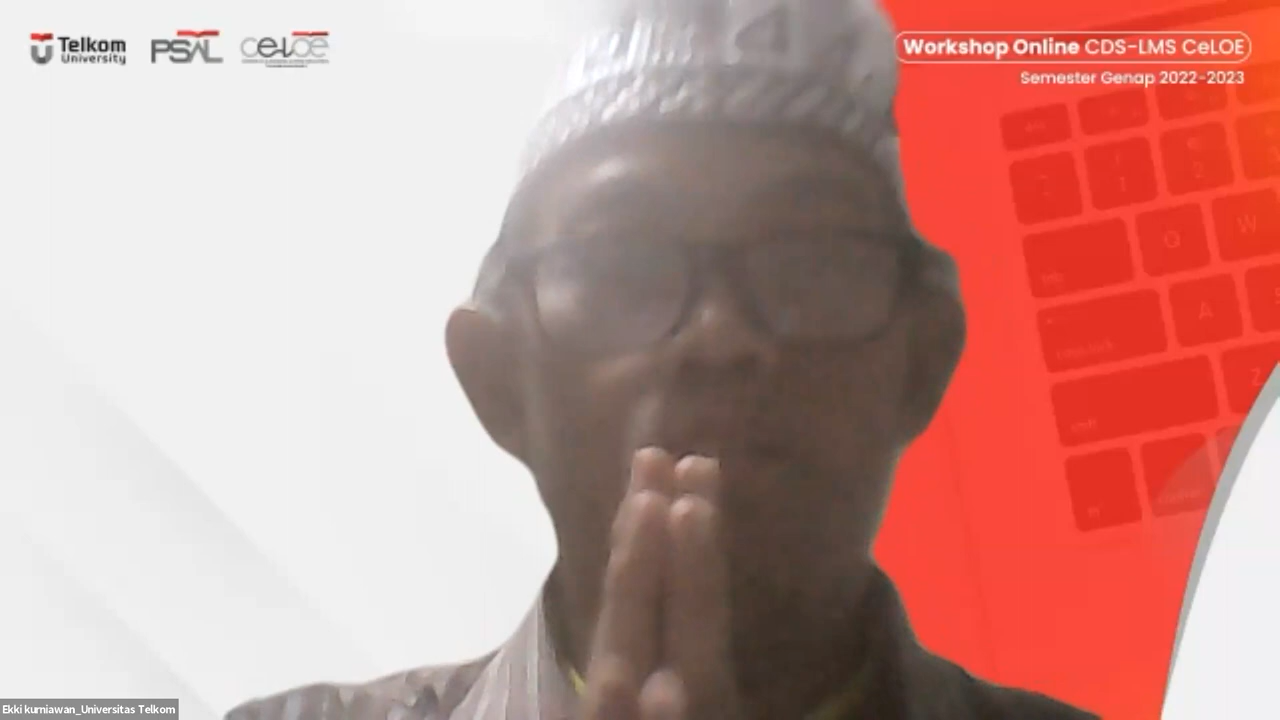 Telkom
University
PSAL
celoe
Workshop Online CDS-LMS CeLOE
Semester Genap 2022-2023
Q
W
A
Z
Ekki kurniawan_Universitas Telkom